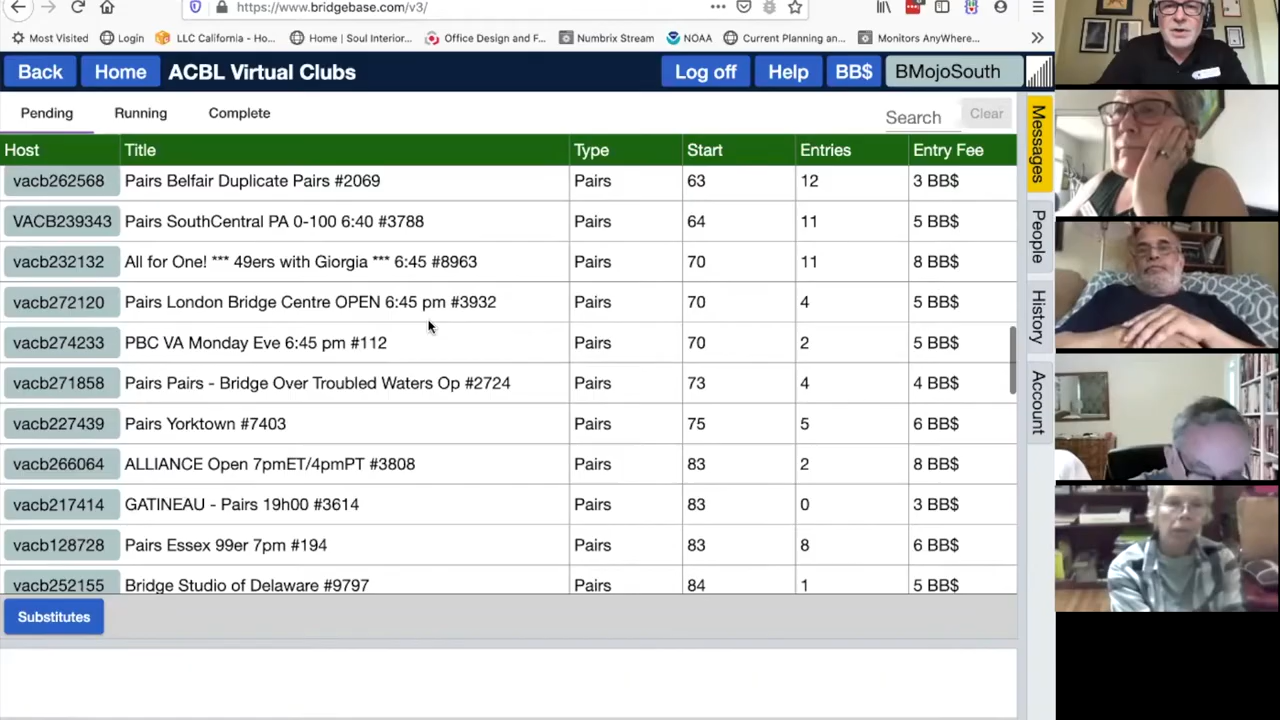 https://www.bridgebase.com/v3/
Most Visited Login LLC California - Ho... Home | Soul Interior... Office Design and F... Numbrix Stream NOAA Current Planning an... Monitors AnyWhere...
Back Home ACBL Virtual Clubs Log off Help BB$ BMojoSouth
Pending Running Complete Search Clear
Host Title Type Start Entries Entry Fee
vacb262568 Pairs Belfair Duplicate Pairs #2069 Pairs 63 12 3 BB$
VACB239343 Pairs SouthCentral PA 0-100 6:40 #3788 Pairs 64 11 5 BB$
vacb232132 All for One! *** 49ers with Giorgia *** 6:45 #8963 Pairs 70 11 8 BB$
vacb272120 Pairs London Bridge Centre OPEN 6:45 pm #3932 Pairs 70 4 5 BB$
vacb274233 PBC VA Monday Eve 6:45 pm #112 Pairs 70 2 5 BB$
vacb271858 Pairs Pairs - Bridge Over Troubled Waters Op #2724 Pairs 73 4 4 BB$
vacb227439 Pairs Yorktown #7403 Pairs 75 5 6 BB$
vacb266064 ALLIANCE Open 7pmET/4pmPT #3808 Pairs 83 2 8 BB$
vacb217414 GATINEAU - Pairs 19h00 #3614 Pairs 83 0 3 BB$
vacb128728 Pairs Essex 99er 7pm #194 Pairs 83 8 6 BB$
vacb252155 Bridge Studio of Delaware #9797 Pairs 84 1 5 BB$
Substitutes
Messages
People
History
Account